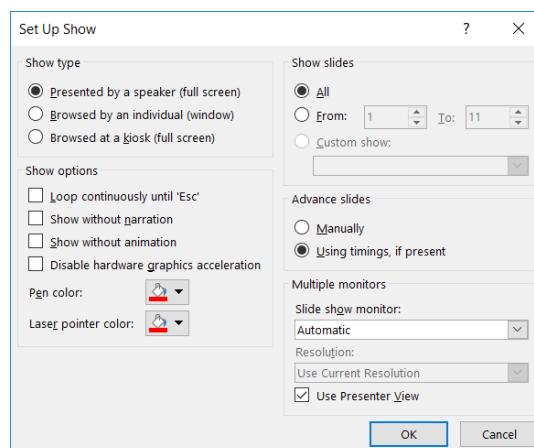 Set Up Show
?
Show type
Presented by a speaker (full screen)
Browsed by an individual (window)
Browsed at a kiosk (full screen)
Show options
Loop continuously until 'Esc'
Show without narration
Show without animation
Disable hardware graphics acceleration
Pen color:
Laser pointer color:
Show slides
All
From: 1 To: 11
Custom show:
Advance slides
Manually
Using timings, if present
Multiple monitors
Slide show monitor:
Automatic
Resolution:
Use Current Resolution
Use Presenter View
OK Cancel